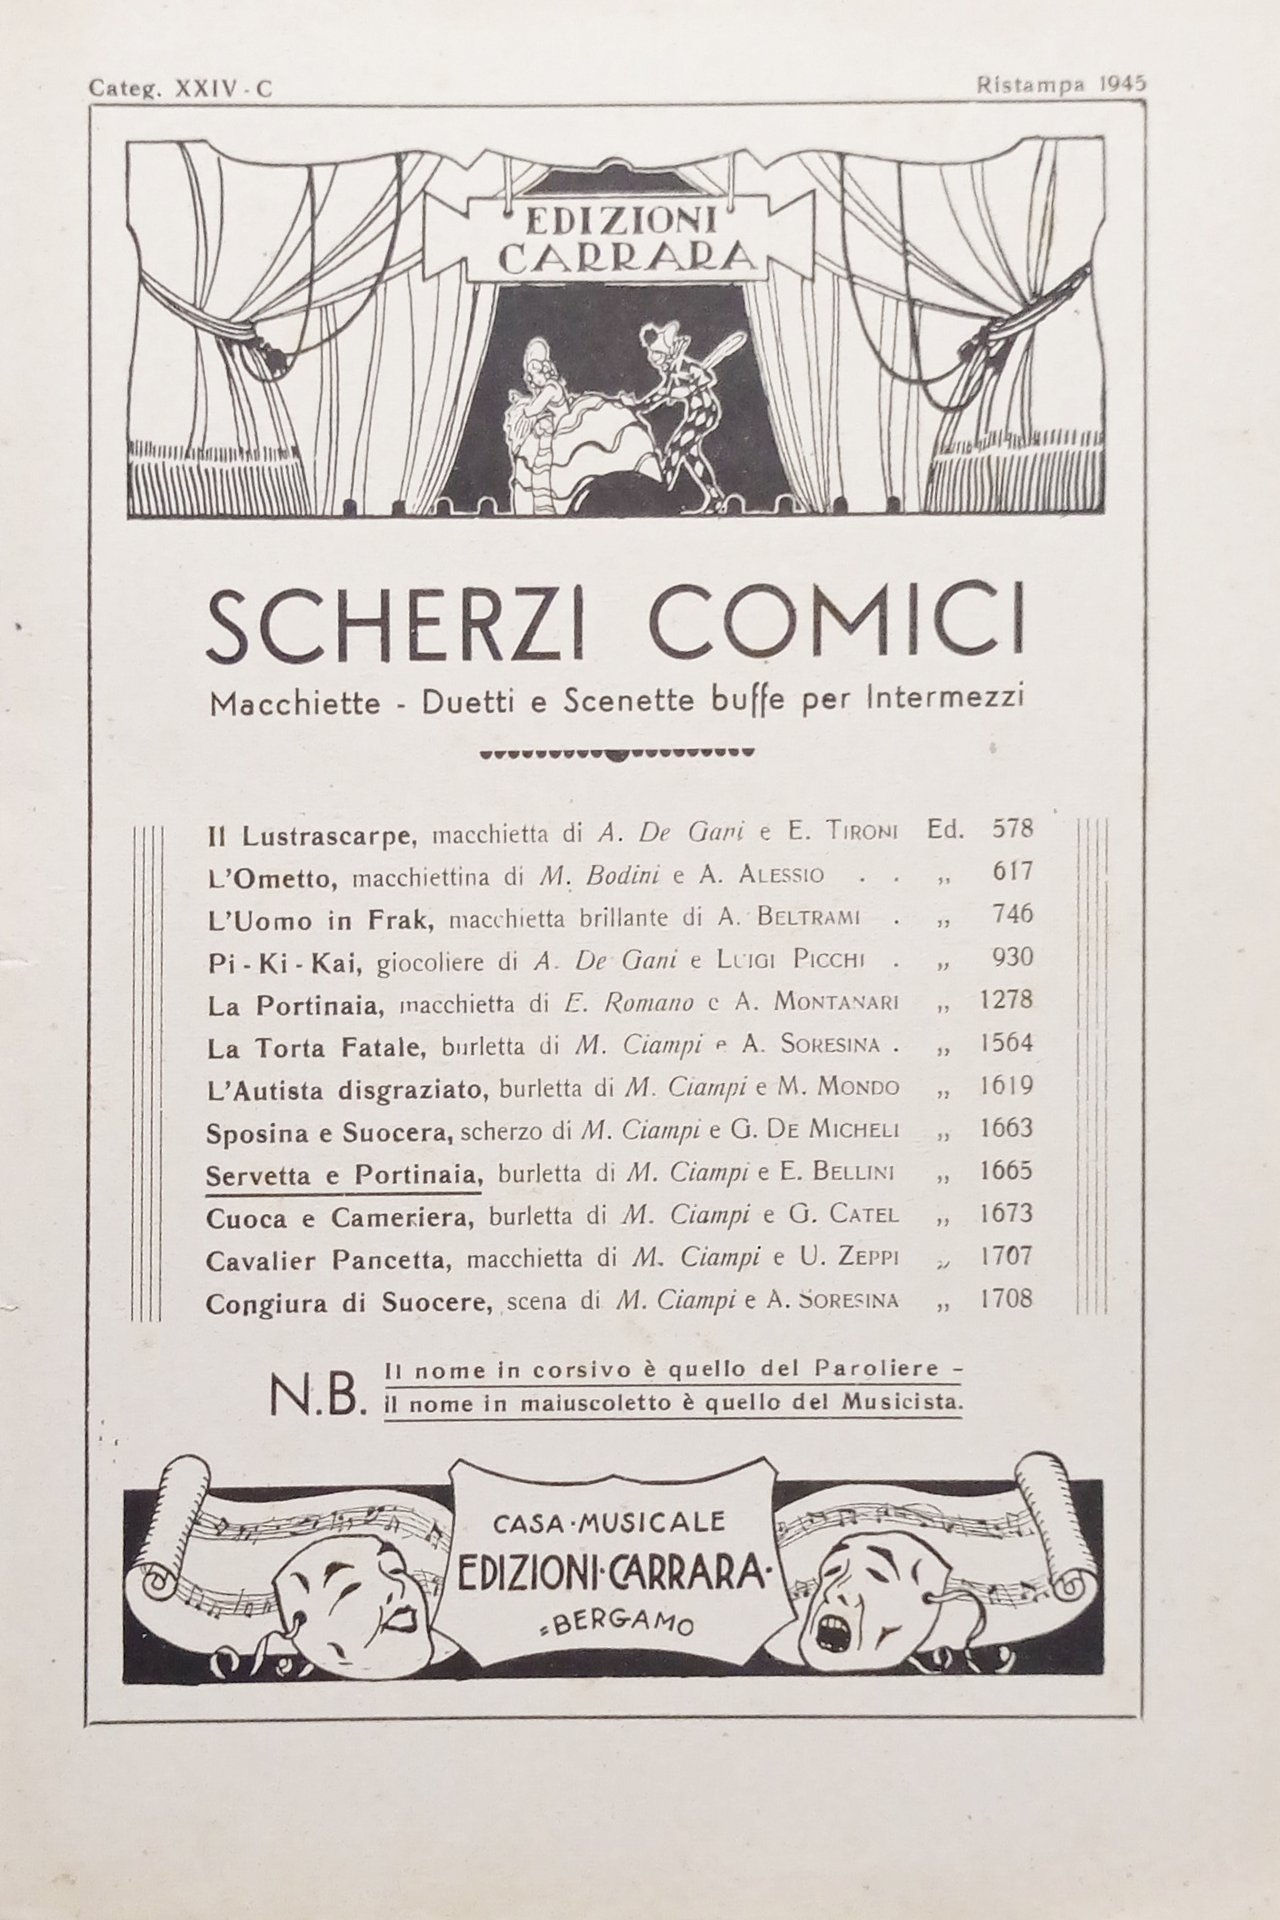 Categ. XXIV - C
Ristampa 1945
EDIZIONI
CARRARA
SCHERZI COMICI
Macchiette - Duetti e Scenette buffe per Intermezzi
Il Lustrascarpe, macchietta di A. De Gani e E. TIRONI Ed. 578
L'Ometto, macchiettina di M. Bodini e A. ALESSIO . . „ 617
L'Uomo in Frak, macchietta brillante di A. BELTRAMI . „ 746
Pi - Ki - Kai, giocoliere di A. De Gani e LUIGI PICCHI . „ 930
La Portinaia, macchietta di E. Romano e A. MONTANARI „ 1278
La Torta Fatale, burletta di M. Ciampi e A. SORESINA . „ 1564
L'Autista disgraziato, burletta di M. Ciampi e M. MONDO „ 1619
Sposina e Suocera, scherzo di M. Ciampi e G. DE MICHELI „ 1663
Servetta e Portinaia, burletta di M. Ciampi e E. BELLINI „ 1665
Cuoca e Cameriera, burletta di M. Ciampi e G. CATEL „ 1673
Cavalier Pancetta, macchietta di M. Ciampi e U. ZEPPI „ 1707
Congiura di Suocere, scena di M. Ciampi e A. SORESINA „ 1708
N.B. Il nome in corsivo è quello del Paroliere -
il nome in maiuscoletto è quello del Musicista.
CASA·MUSICALE
EDIZIONI·CARRARA·
=BERGAMO